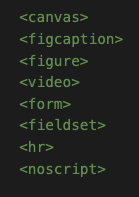 <canvas>
<figcaption>
<figure>
<video>
<form>
<fieldset>
<hr>
<noscript>